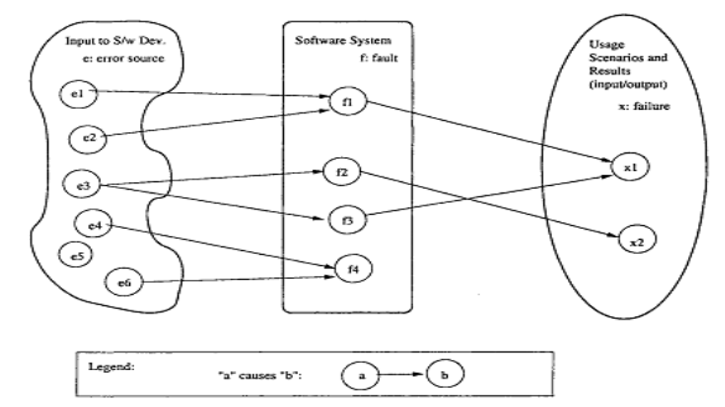 Input to S/w Dev.
e: error source
e1
e2
e3
e4
e5
e6
Software System
f: fault
f1
f2
f3
f4
Usage
Scenarios and
Results
(input/output)
x: failure
x1
x2
Legend:
"a" causes "b":
a
b